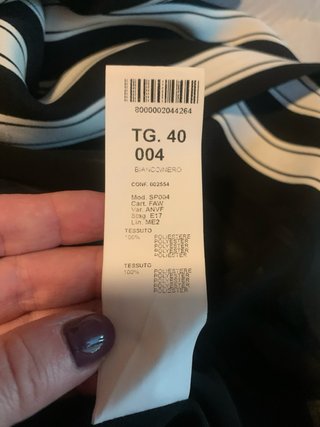 8000002044264
TG. 40
004
BIANCO/NERO
CONF. 002554
Mod. SP004
Cart. FAW
Var. ANVF
Stag. E17
Lin. ME2
TESSUTO
100% POLIESTERE
POLYESTER
POLYESTER
POLIESTER
POLYESTER
TESSUTO
100% POLIESTERE
POLYESTER
POLYESTER
POLIESTER
POLYESTER